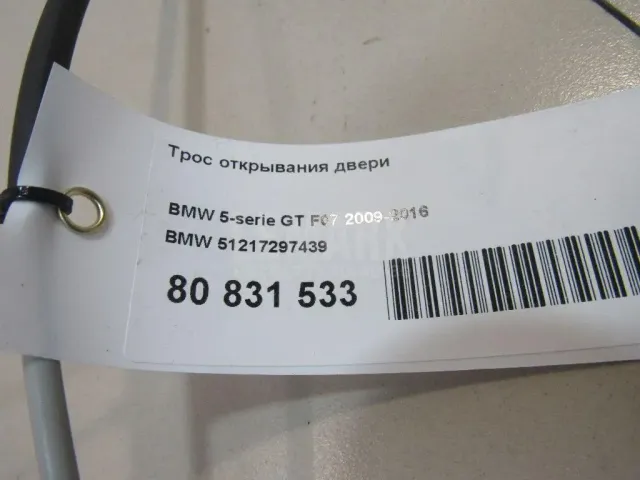 Трос открывания двери
BMW 5-serie GT F07 2009-2016
BMW 51217297439
80 831 533